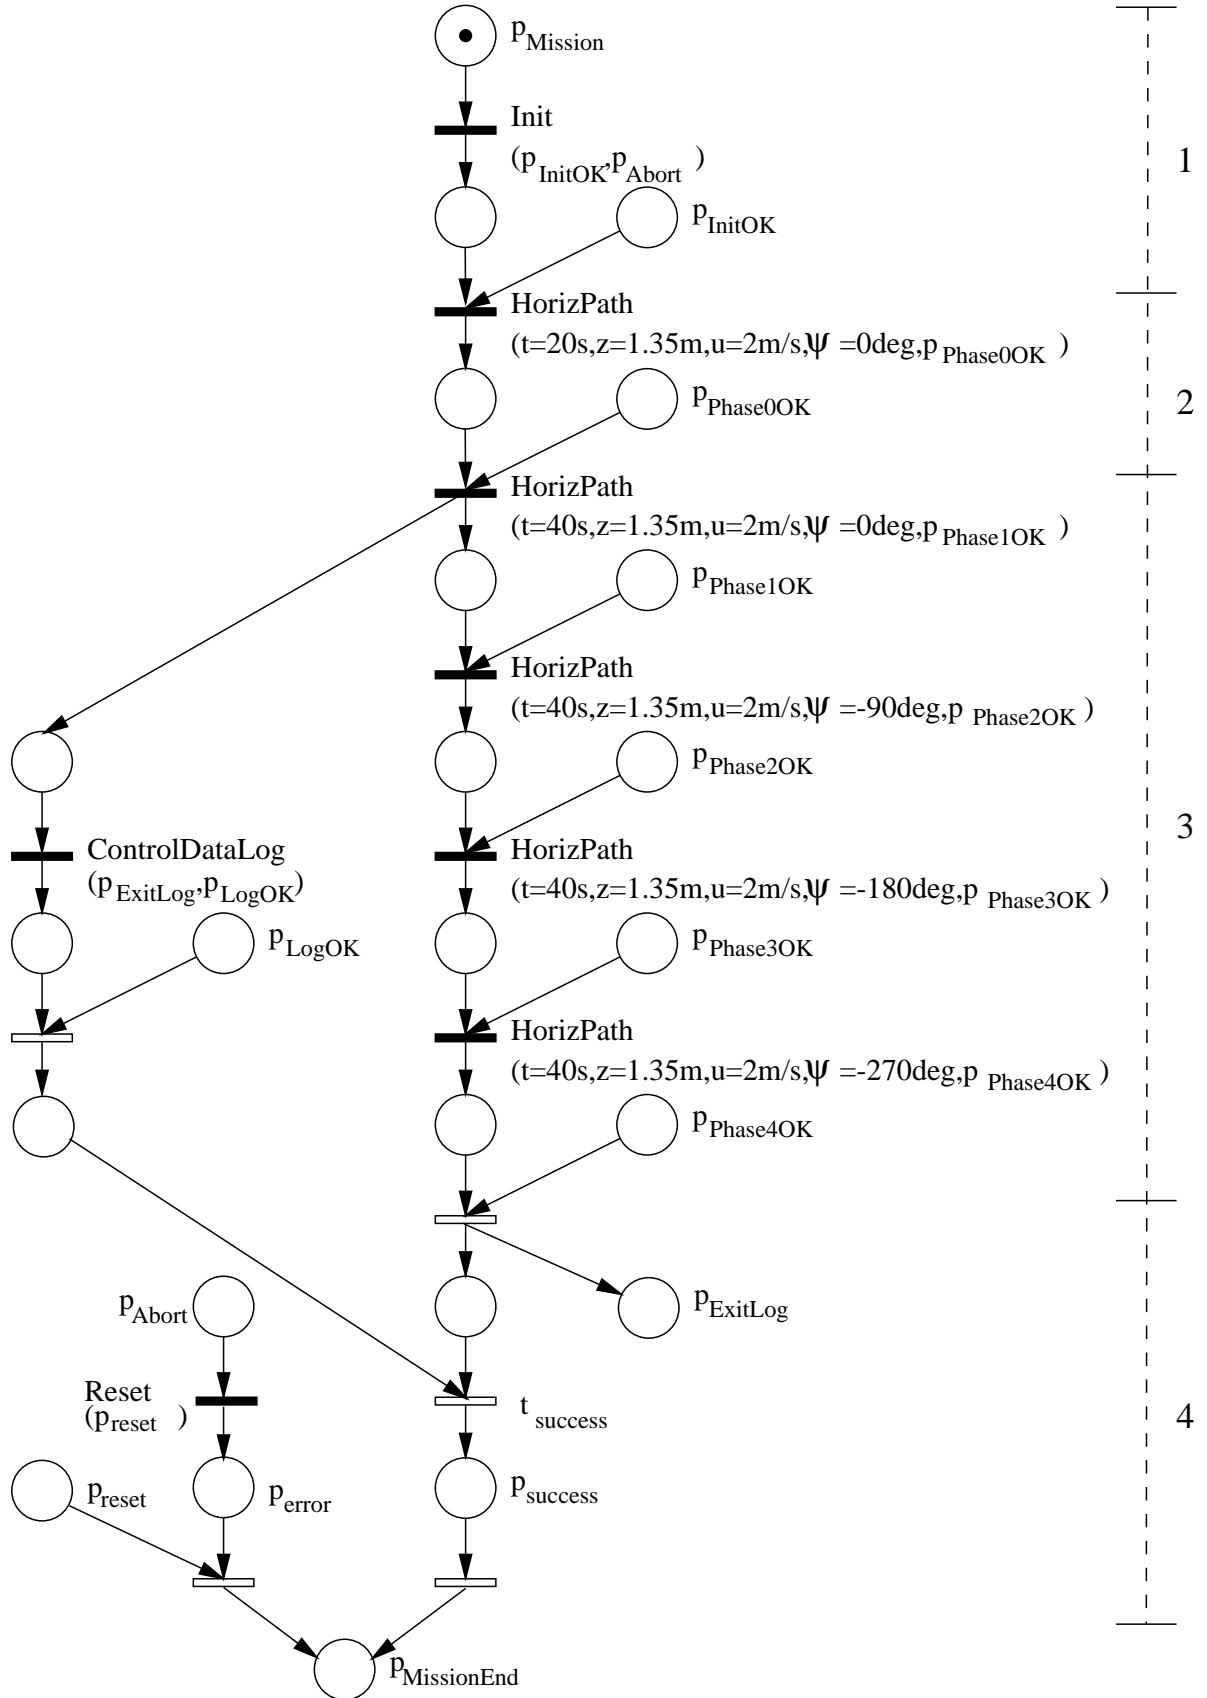 p_Mission
Init
(p_InitOK,p_Abort )
p_InitOK
1
HorizPath
(t=20s,z=1.35m,u=2m/s,Ψ =0deg,p_Phase0OK )
p_Phase0OK
2
HorizPath
(t=40s,z=1.35m,u=2m/s,Ψ =0deg,p_Phase1OK )
p_Phase1OK
HorizPath
(t=40s,z=1.35m,u=2m/s,Ψ =-90deg,p_Phase2OK )
p_Phase2OK
3
ControlDataLog
(p_ExitLog,p_LogOK)
HorizPath
(t=40s,z=1.35m,u=2m/s,Ψ =-180deg,p_Phase3OK )
p_LogOK
p_Phase3OK
HorizPath
(t=40s,z=1.35m,u=2m/s,Ψ =-270deg,p_Phase4OK )
p_Phase4OK
p_Abort
p_ExitLog
Reset
(p_reset )
t_success
4
p_reset
p_error
p_success
p_MissionEnd